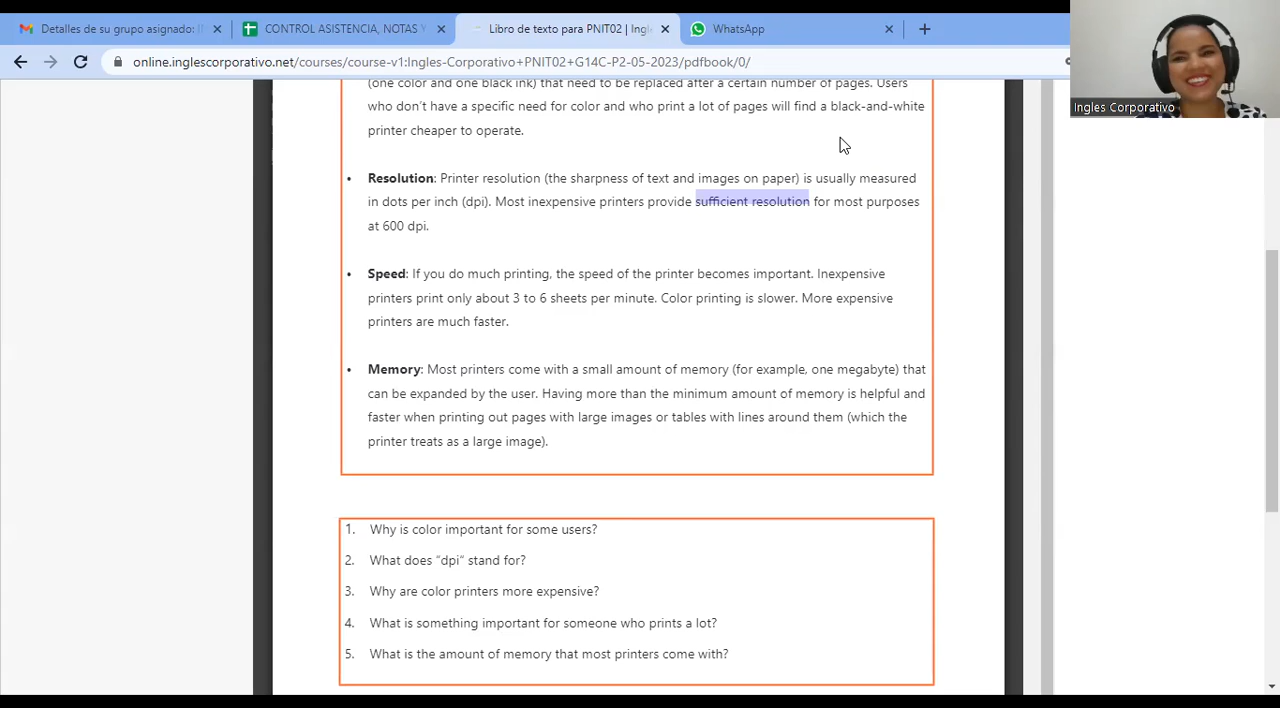 Detalles de su grupo asignado: I
CONTROL ASISTENCIA, NOTAS Y
Libro de texto para PNIT02 | Ingl
WhatsApp
online.inglescorporativo.net/courses/course-v1:Ingles-Corporativo+PNIT02+G14C-P2-05-2023/pdfbook/0/
Ingles Corporativo
(one color and one black ink) that need to be replaced after a certain number of pages. Users
who don't have a specific need for color and who print a lot of pages will find a black-and-white
printer cheaper to operate.
• Resolution: Printer resolution (the sharpness of text and images on paper) is usually measured
in dots per inch (dpi). Most inexpensive printers provide sufficient resolution for most purposes
at 600 dpi.
• Speed: If you do much printing, the speed of the printer becomes important. Inexpensive
printers print only about 3 to 6 sheets per minute. Color printing is slower. More expensive
printers are much faster.
• Memory: Most printers come with a small amount of memory (for example, one megabyte) that
can be expanded by the user. Having more than the minimum amount of memory is helpful and
faster when printing out pages with large images or tables with lines around them (which the
printer treats as a large image).
1. Why is color important for some users?
2. What does "dpi" stand for?
3. Why are color printers more expensive?
4. What is something important for someone who prints a lot?
5. What is the amount of memory that most printers come with?